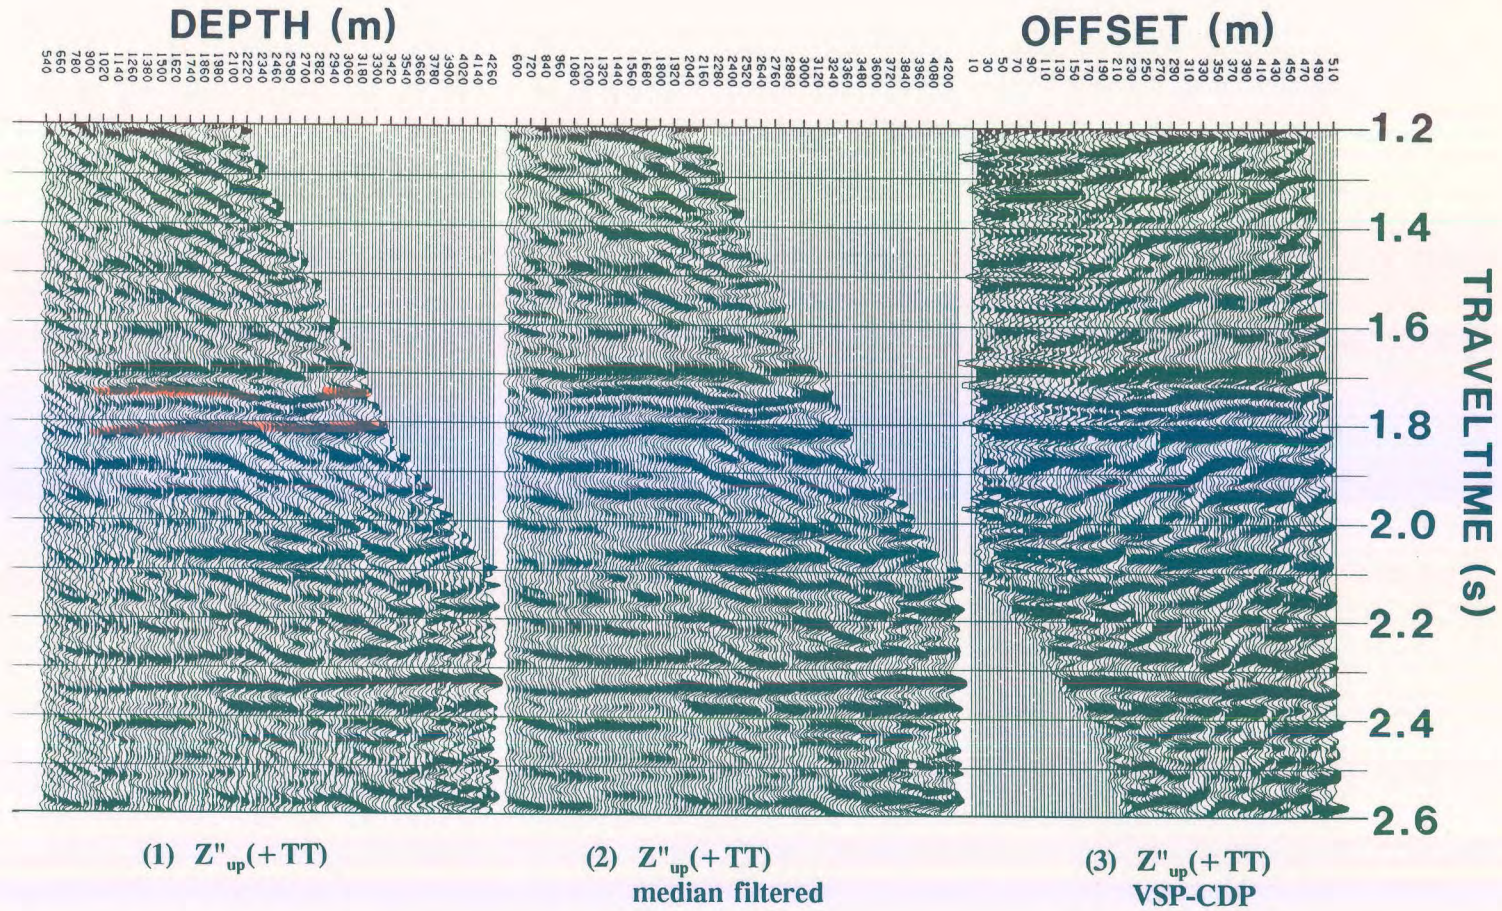 DEPTH (m)
OFFSET (m)
540 660 780 900 1020 1140 1260 1380 1500 1620 1740 1860 1980 2100 2220 2340 2460 2580 2700 2820 2940 3060 3180 3300 3420 3540 3660 3780 3900 4020 4140 4260
600 720 840 960 1080 1200 1320 1440 1560 1680 1800 1920 2040 2160 2280 2400 2520 2640 2760 2880 3000 3120 3240 3360 3480 3600 3720 3840 3960 4080 4200
10 30 50 70 90 110 130 150 170 190 210 230 250 270 290 310 330 350 370 390 410 430 450 470 490 510
1.2
1.4
1.6
1.8
2.0
2.2
2.4
2.6
TRAVELTIME (s)
(1) Z"up(+TT)
(2) Z"up(+TT)
median filtered
(3) Z"up(+TT)
VSP-CDP